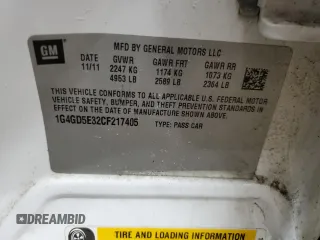 GM
MFD BY GENERAL MOTORS LLC
DATE GVWR GAWR FRT GAWR RR
11/11 2247 KG 1174 KG 1073 KG
4953 LB 2589 LB 2364 LB
THIS VEHICLE CONFORMS TO ALL APPLICABLE U.S. FEDERAL MOTOR
VEHICLE SAFETY, BUMPER, AND THEFT PREVENTION STANDARDS
IN EFFECT ON THE DATE OF MANUFACTURE SHOWN ABOVE.
1G4GD5E32CF217405 TYPE: PASS CAR
TIRE AND LOADING INFORMATION
© DREAMBID